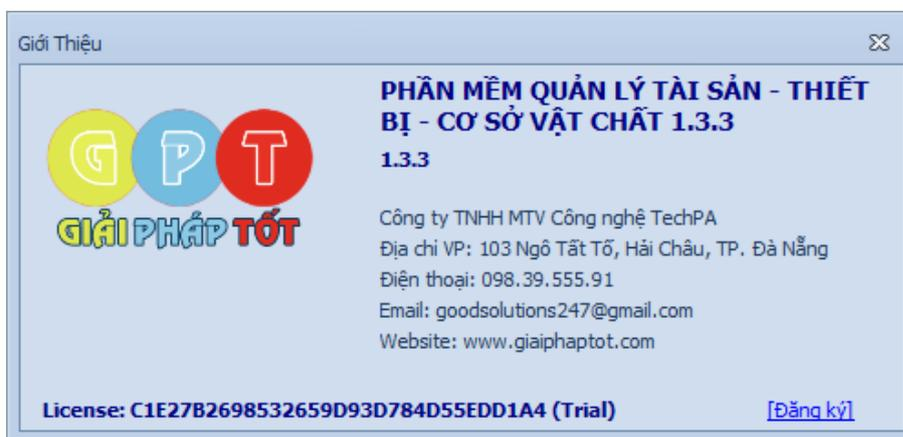 Giới Thiệu
PHẦN MỀM QUẢN LÝ TÀI SẢN - THIẾT
BỊ - CƠ SỞ VẬT CHẤT 1.3.3
1.3.3
GPT
GIẢI PHÁP TỐT
Công ty TNHH MTV Công nghệ TechPA
Địa chỉ VP: 103 Ngô Tất Tố, Hải Châu, TP. Đà Nẵng
Điện thoại: 098.39.555.91
Email: goodsolutions247@gmail.com
Website: www.giaiphaptot.com
License: C1E27B2698532659D93D784D55EDD1A4 (Trial)
[Đăng ký]